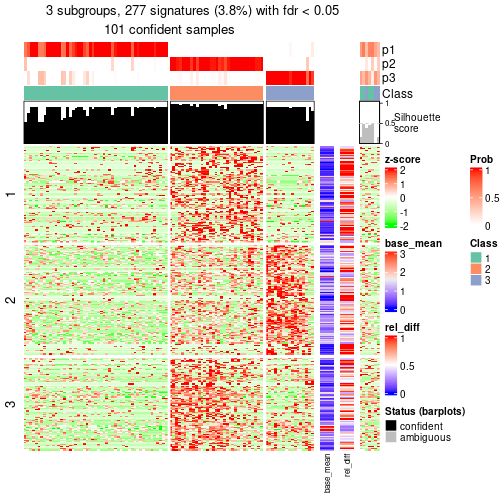 3 subgroups, 277 signatures (3.8%) with fdr < 0.05
101 confident samples
p1
p2
p3
Class
1
0.5
0
Silhouette
score
1
2
3
base_mean
rel_diff
z-score
2
1
0
-1
-2
base_mean
3
2
1
0
rel_diff
1
0.5
0
Status (barplots)
confident
ambiguous
Prob
1
0.5
0
Class
1
2
3